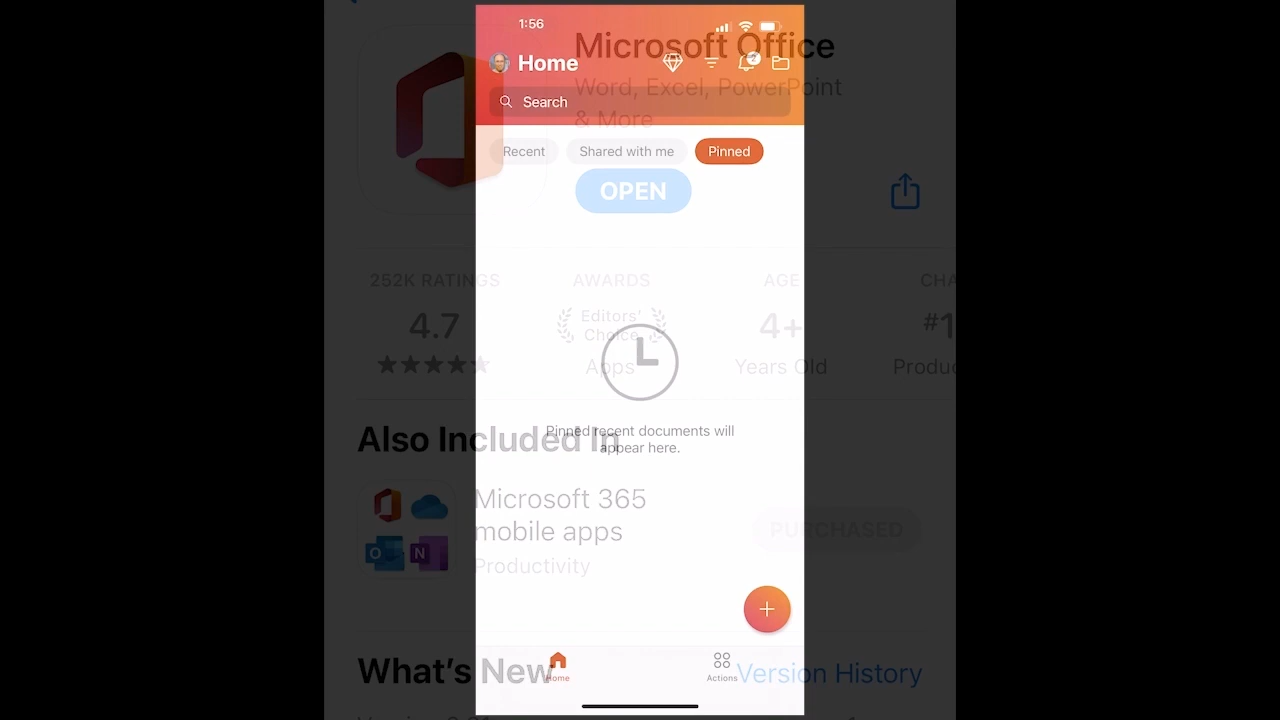 1:56
Home
Search
Recent
Shared with me
Pinned
Pinned recent documents will
appear here.
Home
Actions
Microsoft Office
Word, Excel, PowerPoint
& More
OPEN
252K RATINGS
4.7
AWARDS
Editors'
Choice
Apps
AGE
4+
Years Old
#1
Also Included In
Microsoft 365
mobile apps
Productivity
PURCHASED
O
N
What's New
Version History